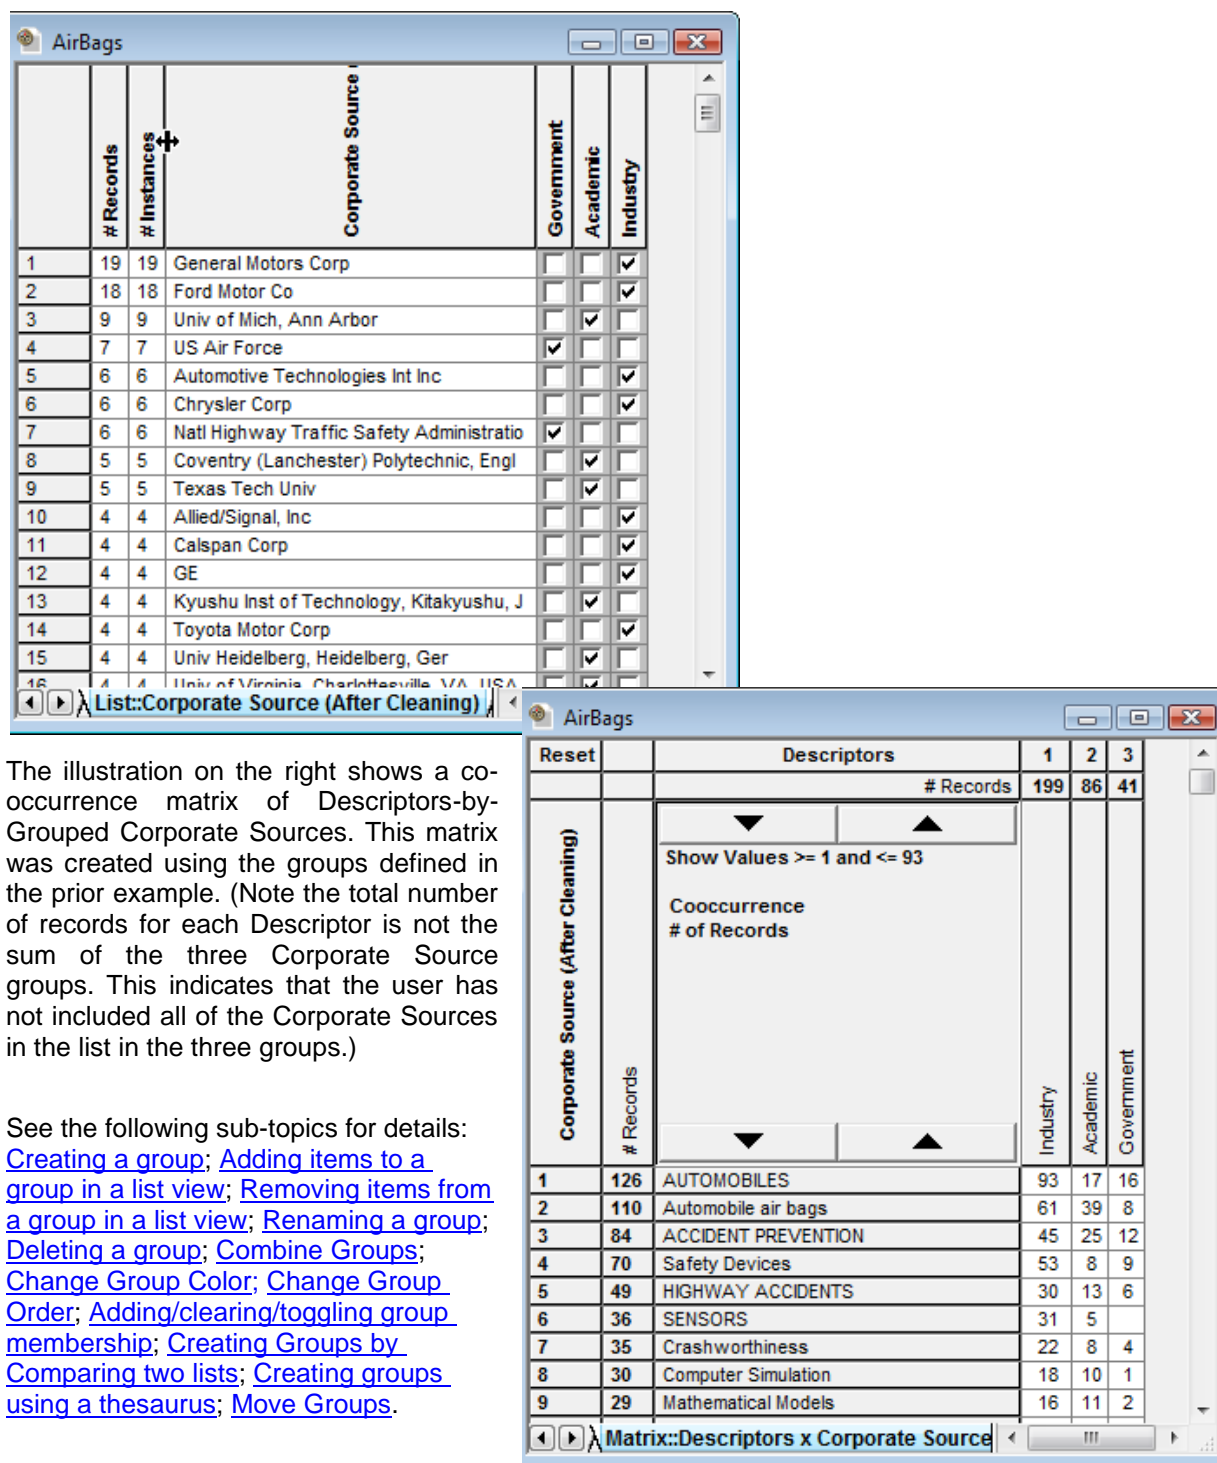 AirBags
# Records # Instances Corporate Source Government Academic Industry
1 19 19 General Motors Corp
2 18 18 Ford Motor Co
3 9 9 Univ of Mich, Ann Arbor
4 7 7 US Air Force
5 6 6 Automotive Technologies Int Inc
6 6 6 Chrysler Corp
7 6 6 Natl Highway Traffic Safety Administratio
8 5 5 Coventry (Lanchester) Polytechnic, Engl
9 5 5 Texas Tech Univ
10 4 4 Allied/Signal, Inc
11 4 4 Calspan Corp
12 4 4 GE
13 4 4 Kyushu Inst of Technology, Kitakyushu, J
14 4 4 Toyota Motor Corp
15 4 4 Univ Heidelberg, Heidelberg, Ger
16 4 4 Univ of Virginia, Charlottesville, VA, USA
List::Corporate Source (After Cleaning)
The illustration on the right shows a co-
occurrence matrix of Descriptors-by-
Grouped Corporate Sources. This matrix
was created using the groups defined in
the prior example. (Note the total number
of records for each Descriptor is not the
sum of the three Corporate Source
groups. This indicates that the user has
not included all of the Corporate Sources
in the list in the three groups.)
See the following sub-topics for details:
Creating a group; Adding items to a
group in a list view; Removing items from
a group in a list view; Renaming a group;
Deleting a group; Combine Groups;
Change Group Color; Change Group
Order; Adding/clearing/toggling group
membership; Creating Groups by
Comparing two lists; Creating groups
using a thesaurus; Move Groups.
AirBags
Reset Descriptors 1 2 3
# Records 199 86 41
Corporate Source (After Cleaning) # Records
Show Values >= 1 and <= 93
Cooccurrence
# of Records
Industry Academic Government
1 126 AUTOMOBILES 93 17 16
2 110 Automobile air bags 61 39 8
3 84 ACCIDENT PREVENTION 45 25 12
4 70 Safety Devices 53 8 9
5 49 HIGHWAY ACCIDENTS 30 13 6
6 36 SENSORS 31 5
7 35 Crashworthiness 22 8 4
8 30 Computer Simulation 18 10 1
9 29 Mathematical Models 16 11 2
Matrix::Descriptors x Corporate Source